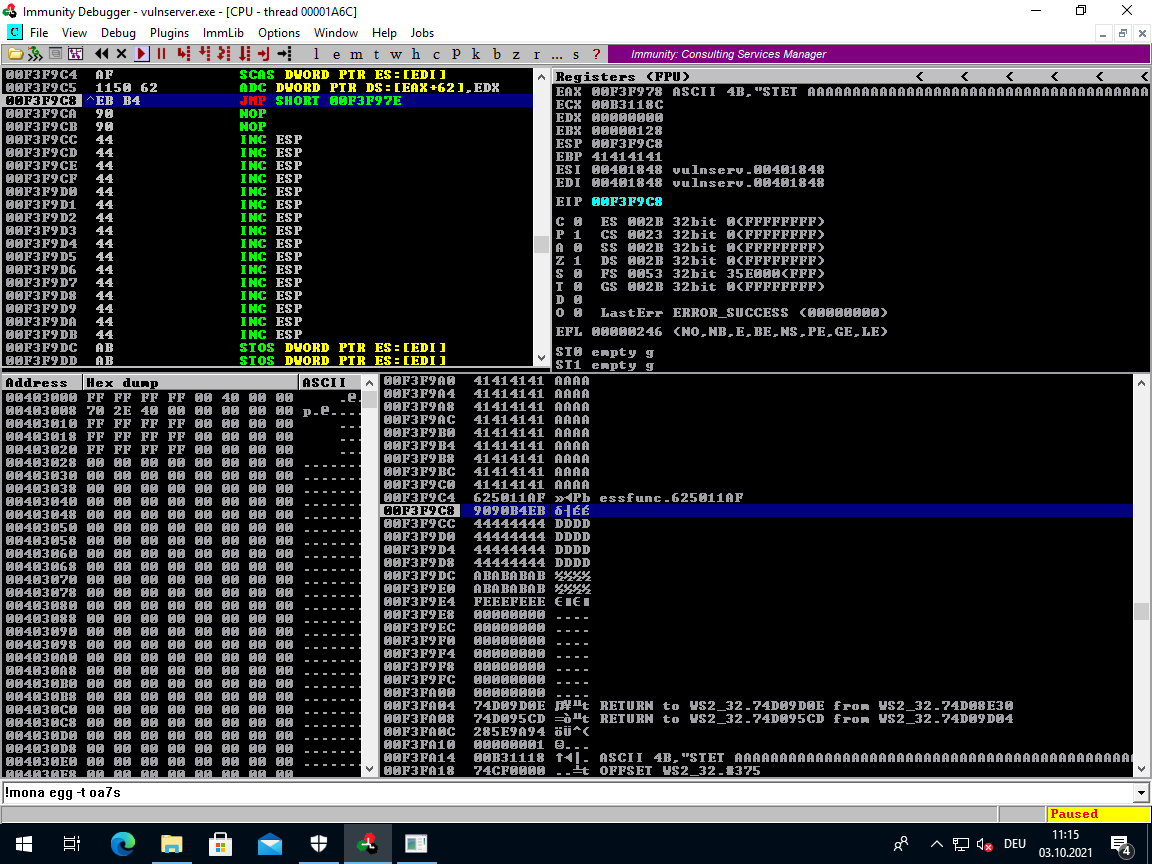 Immunity Debugger - vulnserver.exe - [CPU - thread 00001A6C]
C File View Debug Plugins ImmLib Options Window Help Jobs
l e m t w h c P k b z r ... s ? Immunity: Consulting Services Manager
00F3F9C4 AF SCAS DWORD PTR ES:[EDI]
00F3F9C5 1150 62 ADC DWORD PTR DS:[EAX+62],EDX
00F3F9C8 ^EB B4 JMP SHORT 00F3F97E
00F3F9CA 90 NOP
00F3F9CB 90 NOP
00F3F9CC 44 INC ESP
00F3F9CD 44 INC ESP
00F3F9CE 44 INC ESP
00F3F9CF 44 INC ESP
00F3F9D0 44 INC ESP
00F3F9D1 44 INC ESP
00F3F9D2 44 INC ESP
00F3F9D3 44 INC ESP
00F3F9D4 44 INC ESP
00F3F9D5 44 INC ESP
00F3F9D6 44 INC ESP
00F3F9D7 44 INC ESP
00F3F9D8 44 INC ESP
00F3F9D9 44 INC ESP
00F3F9DA 44 INC ESP
00F3F9DB 44 INC ESP
00F3F9DC AB STOS DWORD PTR ES:[EDI]
00F3F9DD AB STOS DWORD PTR ES:[EDI]
Registers (FPU) < < < < < <
EAX 00F3F978 ASCII 4B,"STET AAAAAAAAAAAAAAAAAAAAAAAAAAAAAAAAAAAAAA
ECX 00B3118C
EDX 00000000
EBX 00000128
ESP 00F3F9C8
EBP 41414141
ESI 00401848 vulnserv.00401848
EDI 00401848 vulnserv.00401848
EIP 00F3F9C8
C 0 ES 002B 32bit 0(FFFFFFFF)
P 1 CS 0023 32bit 0(FFFFFFFF)
A 0 SS 002B 32bit 0(FFFFFFFF)
Z 1 DS 002B 32bit 0(FFFFFFFF)
S 0 FS 0053 32bit 35E000(FFF)
T 0 GS 002B 32bit 0(FFFFFFFF)
D 0
O 0 LastErr ERROR_SUCCESS (00000000)
EFL 00000246 (NO,NB,E,BE,NS,PE,GE,LE)
ST0 empty g
ST1 empty g
Address Hex dump ASCII
00403000 FF FF FF FF 00 40 00 00 .@.
00403008 70 2E 40 00 00 00 00 00 p.@....
00403010 FF FF FF FF 00 00 00 00 ...
00403018 FF FF FF FF 00 00 00 00 ...
00403020 FF FF FF FF 00 00 00 00 ...
00403028 00 00 00 00 00 00 00 00 .......
00403030 00 00 00 00 00 00 00 00 .......
00403038 00 00 00 00 00 00 00 00 .......
00403040 00 00 00 00 00 00 00 00 .......
00403048 00 00 00 00 00 00 00 00 .......
00403050 00 00 00 00 00 00 00 00 .......
00403058 00 00 00 00 00 00 00 00 .......
00403060 00 00 00 00 00 00 00 00 .......
00403068 00 00 00 00 00 00 00 00 .......
00403070 00 00 00 00 00 00 00 00 .......
00403078 00 00 00 00 00 00 00 00 .......
00403080 00 00 00 00 00 00 00 00 .......
00403088 00 00 00 00 00 00 00 00 .......
00403090 00 00 00 00 00 00 00 00 .......
00403098 00 00 00 00 00 00 00 00 .......
004030A0 00 00 00 00 00 00 00 00 .......
004030A8 00 00 00 00 00 00 00 00 .......
004030B0 00 00 00 00 00 00 00 00 .......
004030B8 00 00 00 00 00 00 00 00 .......
004030C0 00 00 00 00 00 00 00 00 .......
004030C8 00 00 00 00 00 00 00 00 .......
004030D0 00 00 00 00 00 00 00 00 .......
004030D8 00 00 00 00 00 00 00 00 .......
004030E0 00 00 00 00 00 00 00 00 .......
004030E8 00 00 00 00 00 00 00 00 .......
00F3F9A0 41414141 AAAA
00F3F9A4 41414141 AAAA
00F3F9A8 41414141 AAAA
00F3F9AC 41414141 AAAA
00F3F9B0 41414141 AAAA
00F3F9B4 41414141 AAAA
00F3F9B8 41414141 AAAA
00F3F9BC 41414141 AAAA
00F3F9C0 41414141 AAAA
00F3F9C4 625011AF »◄Pb essfunc.625011AF
00F3F9C8 9090B4EB δ┤ÉÉ
00F3F9CC 44444444 DDDD
00F3F9D0 44444444 DDDD
00F3F9D4 44444444 DDDD
00F3F9D8 44444444 DDDD
00F3F9DC ABABABAB ½½½½
00F3F9E0 ABABABAB ½½½½
00F3F9E4 FEEEFEEE ε■ε■
00F3F9E8 00000000 ....
00F3F9EC 00000000 ....
00F3F9F0 00000000 ....
00F3F9F4 00000000 ....
00F3F9F8 00000000 ....
00F3F9FC 00000000 ....
00F3FA00 00000000 ....
00F3FA04 74D09D0E ♫¥╨t RETURN to WS2_32.74D09D0E from WS2_32.74D08E30
00F3FA08 74D095CD ═ò╨t RETURN to WS2_32.74D095CD from WS2_32.74D09D04
00F3FA0C 285E9A94 öÜ^(
00F3FA10 00000001 ☺...
00F3FA14 00B31118 ↑◄│. ASCII 4B,"STET AAAAAAAAAAAAAAAAAAAAAAAAAAAAAAAAAAAAAAAAAAAA
00F3FA18 74CF0000 ..╧t OFFSET WS2_32.#375
!mona egg -t oa7s
Paused
DEU
11:15
03.10.2021
4